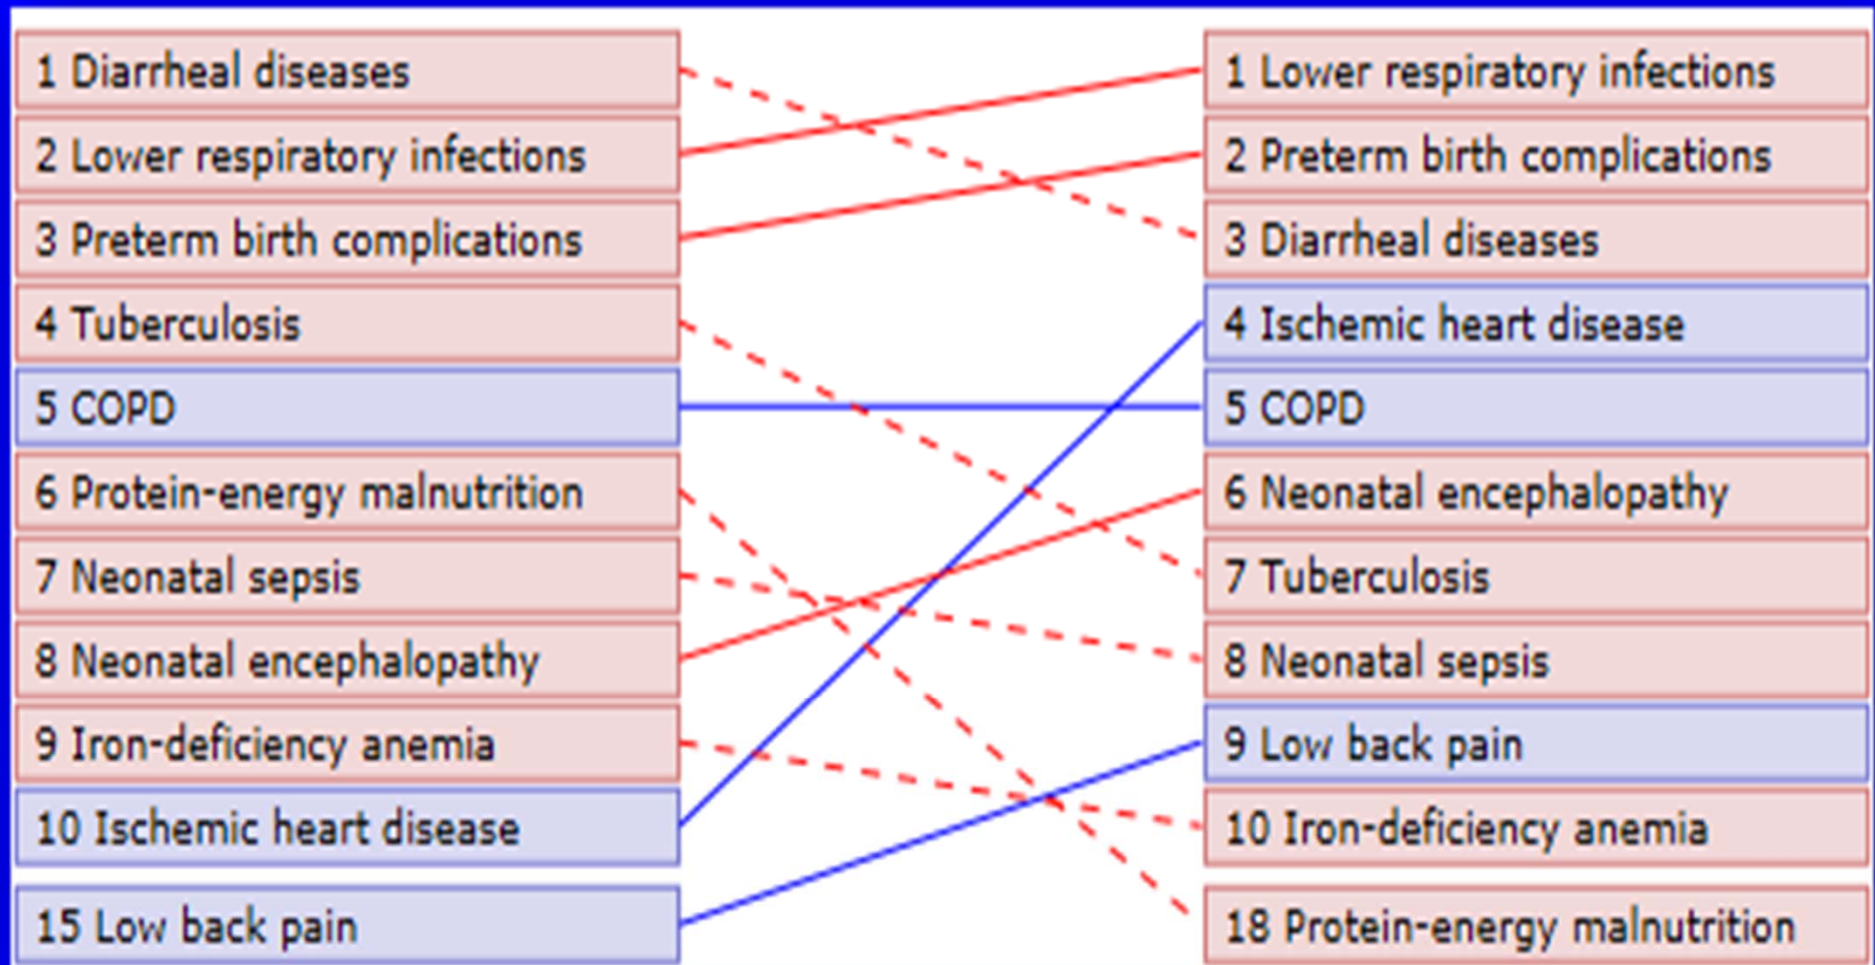 1 Diarrheal diseases
2 Lower respiratory infections
3 Preterm birth complications
4 Tuberculosis
5 COPD
6 Protein-energy malnutrition
7 Neonatal sepsis
8 Neonatal encephalopathy
9 Iron-deficiency anemia
10 Ischemic heart disease
15 Low back pain
1 Lower respiratory infections
2 Preterm birth complications
3 Diarrheal diseases
4 Ischemic heart disease
5 COPD
6 Neonatal encephalopathy
7 Tuberculosis
8 Neonatal sepsis
9 Low back pain
10 Iron-deficiency anemia
18 Protein-energy malnutrition